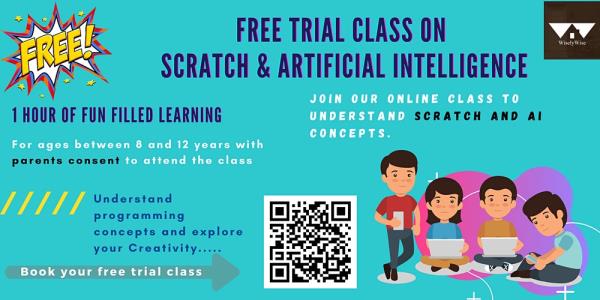 FREE!
FREE TRIAL CLASS ON
SCRATCH & ARTIFICIAL INTELLIGENCE
WiselyWise
1 HOUR OF FUN FILLED LEARNING
JOIN OUR ONLINE CLASS TO
UNDERSTAND SCRATCH AND AI
CONCEPTS.
For ages between 8 and 12 years with
parents consent to attend the class
Understand
programming
concepts and explore
your Creativity.....
Book your free trial class